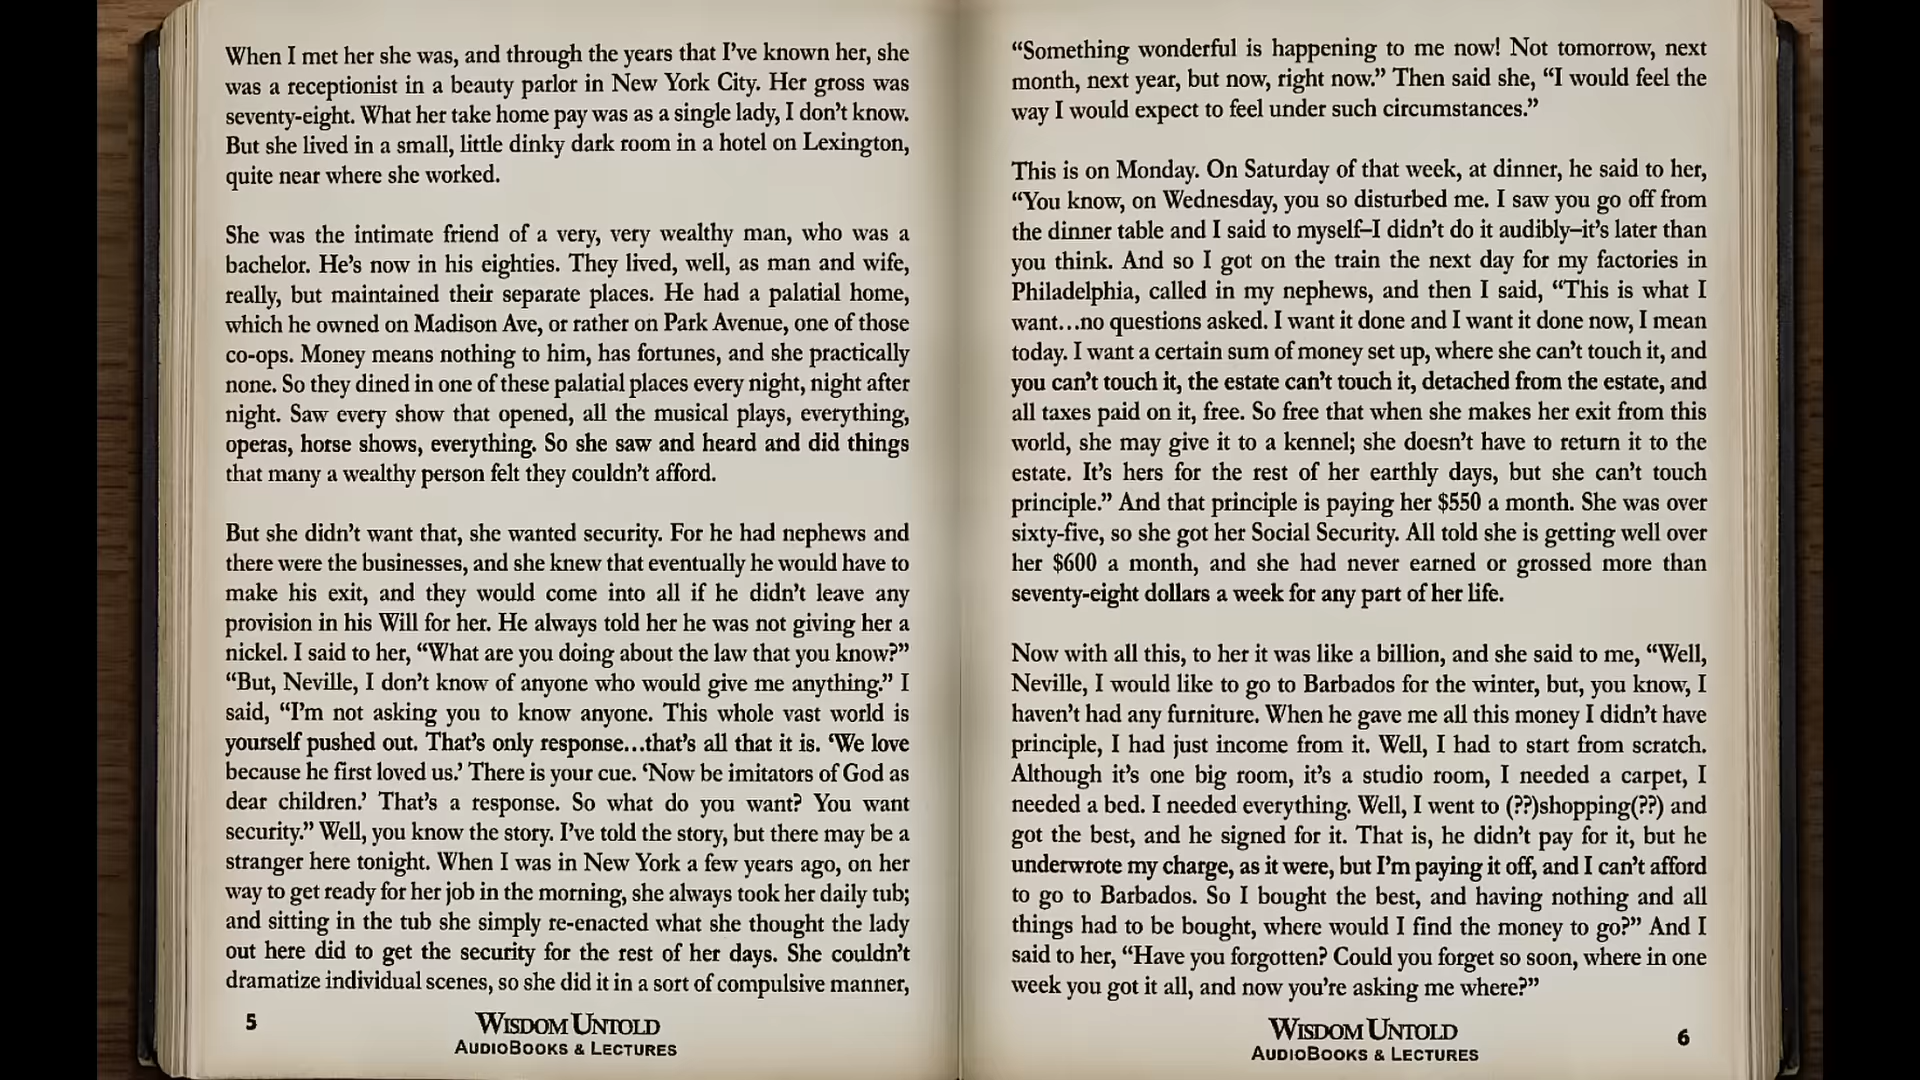 When I met her she was, and through the years that I've known her, she
was a receptionist in a beauty parlor in New York City. Her gross was
seventy-eight. What her take home pay was as a single lady, I don't know.
But she lived in a small, little dinky dark room in a hotel on Lexington,
quite near where she worked.
She was the intimate friend of a very, very wealthy man, who was a
bachelor. He's now in his eighties. They lived, well, as man and wife,
really, but maintained their separate places. He had a palatial home,
which he owned on Madison Ave, or rather on Park Avenue, one of those
co-ops. Money means nothing to him, has fortunes, and she practically
none. So they dined in one of these palatial places every night, night after
night. Saw every show that opened, all the musical plays, everything,
operas, horse shows, everything. So she saw and heard and did things
that many a wealthy person felt they couldn't afford.
But she didn't want that, she wanted security. For he had nephews and
there were the businesses, and she knew that eventually he would have to
make his exit, and they would come into all if he didn't leave any
provision in his Will for her. He always told her he was not giving her a
nickel. I said to her, “What are you doing about the law that you know?”
“But, Neville, I don't know of anyone who would give me anything.” I
said, “I'm not asking you to know anyone. This whole vast world is
yourself pushed out. That's only response…that's all that it is. ‘We love
because he first loved us.’ There is your cue. ‘Now be imitators of God as
dear children.’ That's a response. So what do you want? You want
security.” Well, you know the story. I've told the story, but there may be a
stranger here tonight. When I was in New York a few years ago, on her
way to get ready for her job in the morning, she always took her daily tub;
and sitting in the tub she simply re-enacted what she thought the lady
out here did to get the security for the rest of her days. She couldn't
dramatize individual scenes, so she did it in a sort of compulsive manner,
5
WISDOM UNTOLD
AUDIOBOOKS & LECTURES
“Something wonderful is happening to me now! Not tomorrow, next
month, next year, but now, right now.” Then said she, “I would feel the
way I would expect to feel under such circumstances.”
This is on Monday. On Saturday of that week, at dinner, he said to her,
“You know, on Wednesday, you so disturbed me. I saw you go off from
the dinner table and I said to myself–I didn't do it audibly–it's later than
you think. And so I got on the train the next day for my factories in
Philadelphia, called in my nephews, and then I said, “This is what I
want…no questions asked. I want it done and I want it done now, I mean
today. I want a certain sum of money set up, where she can't touch it, and
you can't touch it, the estate can't touch it, detached from the estate, and
all taxes paid on it, free. So free that when she makes her exit from this
world, she may give it to a kennel; she doesn't have to return it to the
estate. It's hers for the rest of her earthly days, but she can't touch
principle.” And that principle is paying her $550 a month. She was over
sixty-five, so she got her Social Security. All told she is getting well over
her $600 a month, and she had never earned or grossed more than
seventy-eight dollars a week for any part of her life.
Now with all this, to her it was like a billion, and she said to me, “Well,
Neville, I would like to go to Barbados for the winter, but, you know, I
haven't had any furniture. When he gave me all this money I didn't have
principle, I had just income from it. Well, I had to start from scratch.
Although it's one big room, it's a studio room, I needed a carpet, I
needed a bed. I needed everything. Well, I went to (??)shopping(??) and
got the best, and he signed for it. That is, he didn't pay for it, but he
underwrote my charge, as it were, but I'm paying it off, and I can't afford
to go to Barbados. So I bought the best, and having nothing and all
things had to be bought, where would I find the money to go?” And I
said to her, “Have you forgotten? Could you forget so soon, where in one
week you got it all, and now you're asking me where?”
WISDOM UNTOLD
AUDIOBOOKS & LECTURES
6